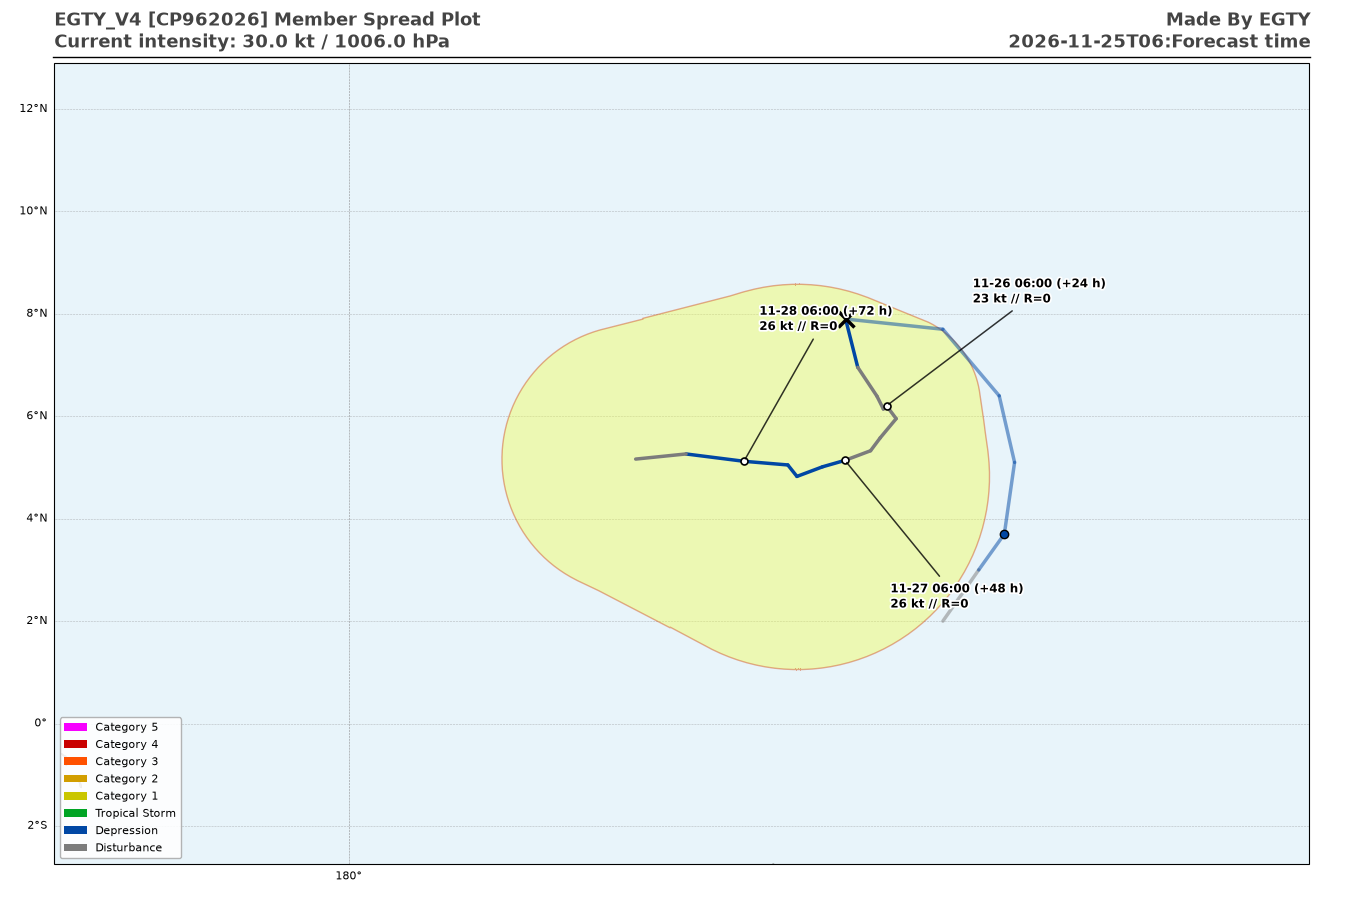 EGTY_V4 [CP962026] Member Spread Plot
Made By EGTY
Current intensity: 30.0 kt / 1006.0 hPa
2026-11-25T06:Forecast time
12°N
10°N
8°N
6°N
4°N
2°N
0°
2°S
180°
11-26 06:00 (+24 h)
23 kt // R=0
11-28 06:00 (+72 h)
26 kt // R=0
11-27 06:00 (+48 h)
26 kt // R=0
Category 5
Category 4
Category 3
Category 2
Category 1
Tropical Storm
Depression
Disturbance